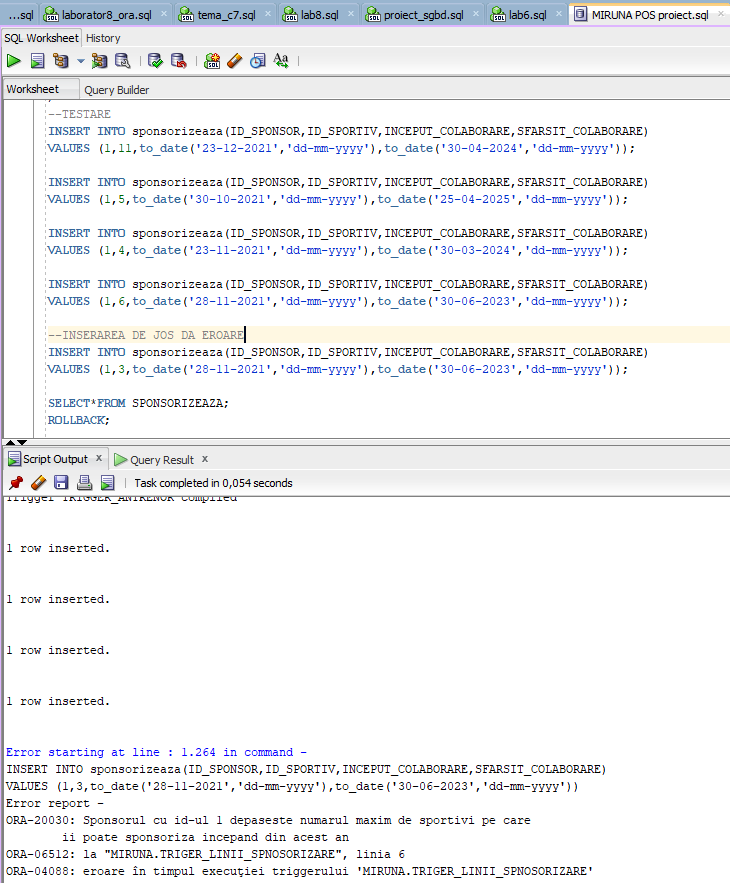 ...sql laborator8_ora.sql tema_c7.sql lab8.sql proiect_sgbd.sql lab6.sql MIRUNA POS proiect.sql
SQL Worksheet History
Aa
Worksheet Query Builder
--TESTARE
INSERT INTO sponsorizeaza(ID_SPONSOR,ID_SPORTIV,INCEPUT_COLABORARE,SFARSIT_COLABORARE)
VALUES (1,11,to_date('23-12-2021','dd-mm-yyyy'),to_date('30-04-2024','dd-mm-yyyy'));
INSERT INTO sponsorizeaza(ID_SPONSOR,ID_SPORTIV,INCEPUT_COLABORARE,SFARSIT_COLABORARE)
VALUES (1,5,to_date('30-10-2021','dd-mm-yyyy'),to_date('25-04-2025','dd-mm-yyyy'));
INSERT INTO sponsorizeaza(ID_SPONSOR,ID_SPORTIV,INCEPUT_COLABORARE,SFARSIT_COLABORARE)
VALUES (1,4,to_date('23-11-2021','dd-mm-yyyy'),to_date('30-03-2024','dd-mm-yyyy'));
INSERT INTO sponsorizeaza(ID_SPONSOR,ID_SPORTIV,INCEPUT_COLABORARE,SFARSIT_COLABORARE)
VALUES (1,6,to_date('28-11-2021','dd-mm-yyyy'),to_date('30-06-2023','dd-mm-yyyy'));
--INSERAREA DE JOS DA EROARE
INSERT INTO sponsorizeaza(ID_SPONSOR,ID_SPORTIV,INCEPUT_COLABORARE,SFARSIT_COLABORARE)
VALUES (1,3,to_date('28-11-2021','dd-mm-yyyy'),to_date('30-06-2023','dd-mm-yyyy'));
SELECT*FROM SPONSORIZEAZA;
ROLLBACK;
Script Output x Query Result x
Task completed in 0,054 seconds
Trigger TRIGGER_ANTRENOR compiled
1 row inserted.
1 row inserted.
1 row inserted.
1 row inserted.
Error starting at line : 1.264 in command -
INSERT INTO sponsorizeaza(ID_SPONSOR,ID_SPORTIV,INCEPUT_COLABORARE,SFARSIT_COLABORARE)
VALUES (1,3,to_date('28-11-2021','dd-mm-yyyy'),to_date('30-06-2023','dd-mm-yyyy'))
Error report -
ORA-20030: Sponsorul cu id-ul 1 depaseste numarul maxim de sportivi pe care
ii poate sponsoriza incepand din acest an
ORA-06512: la "MIRUNA.TRIGER_LINII_SPNOSORIZARE", linia 6
ORA-04088: eroare în timpul execuţiei triggerului 'MIRUNA.TRIGER_LINII_SPNOSORIZARE'